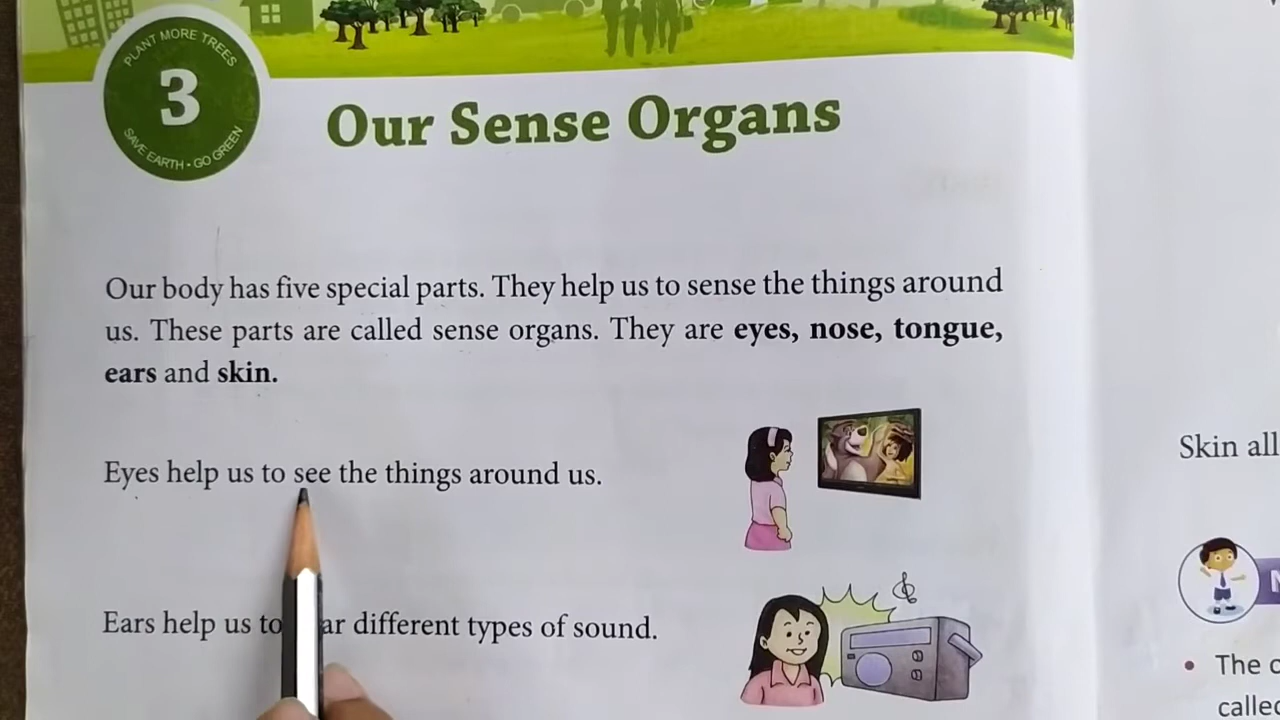 PLANT MORE TREES
3
SAVE EARTH • GO GREEN
Our Sense Organs
Our body has five special parts. They help us to sense the things around
us. These parts are called sense organs. They are eyes, nose, tongue,
ears and skin.
Eyes help us to see the things around us.
Ears help us to different types of sound.
Skin all
• The